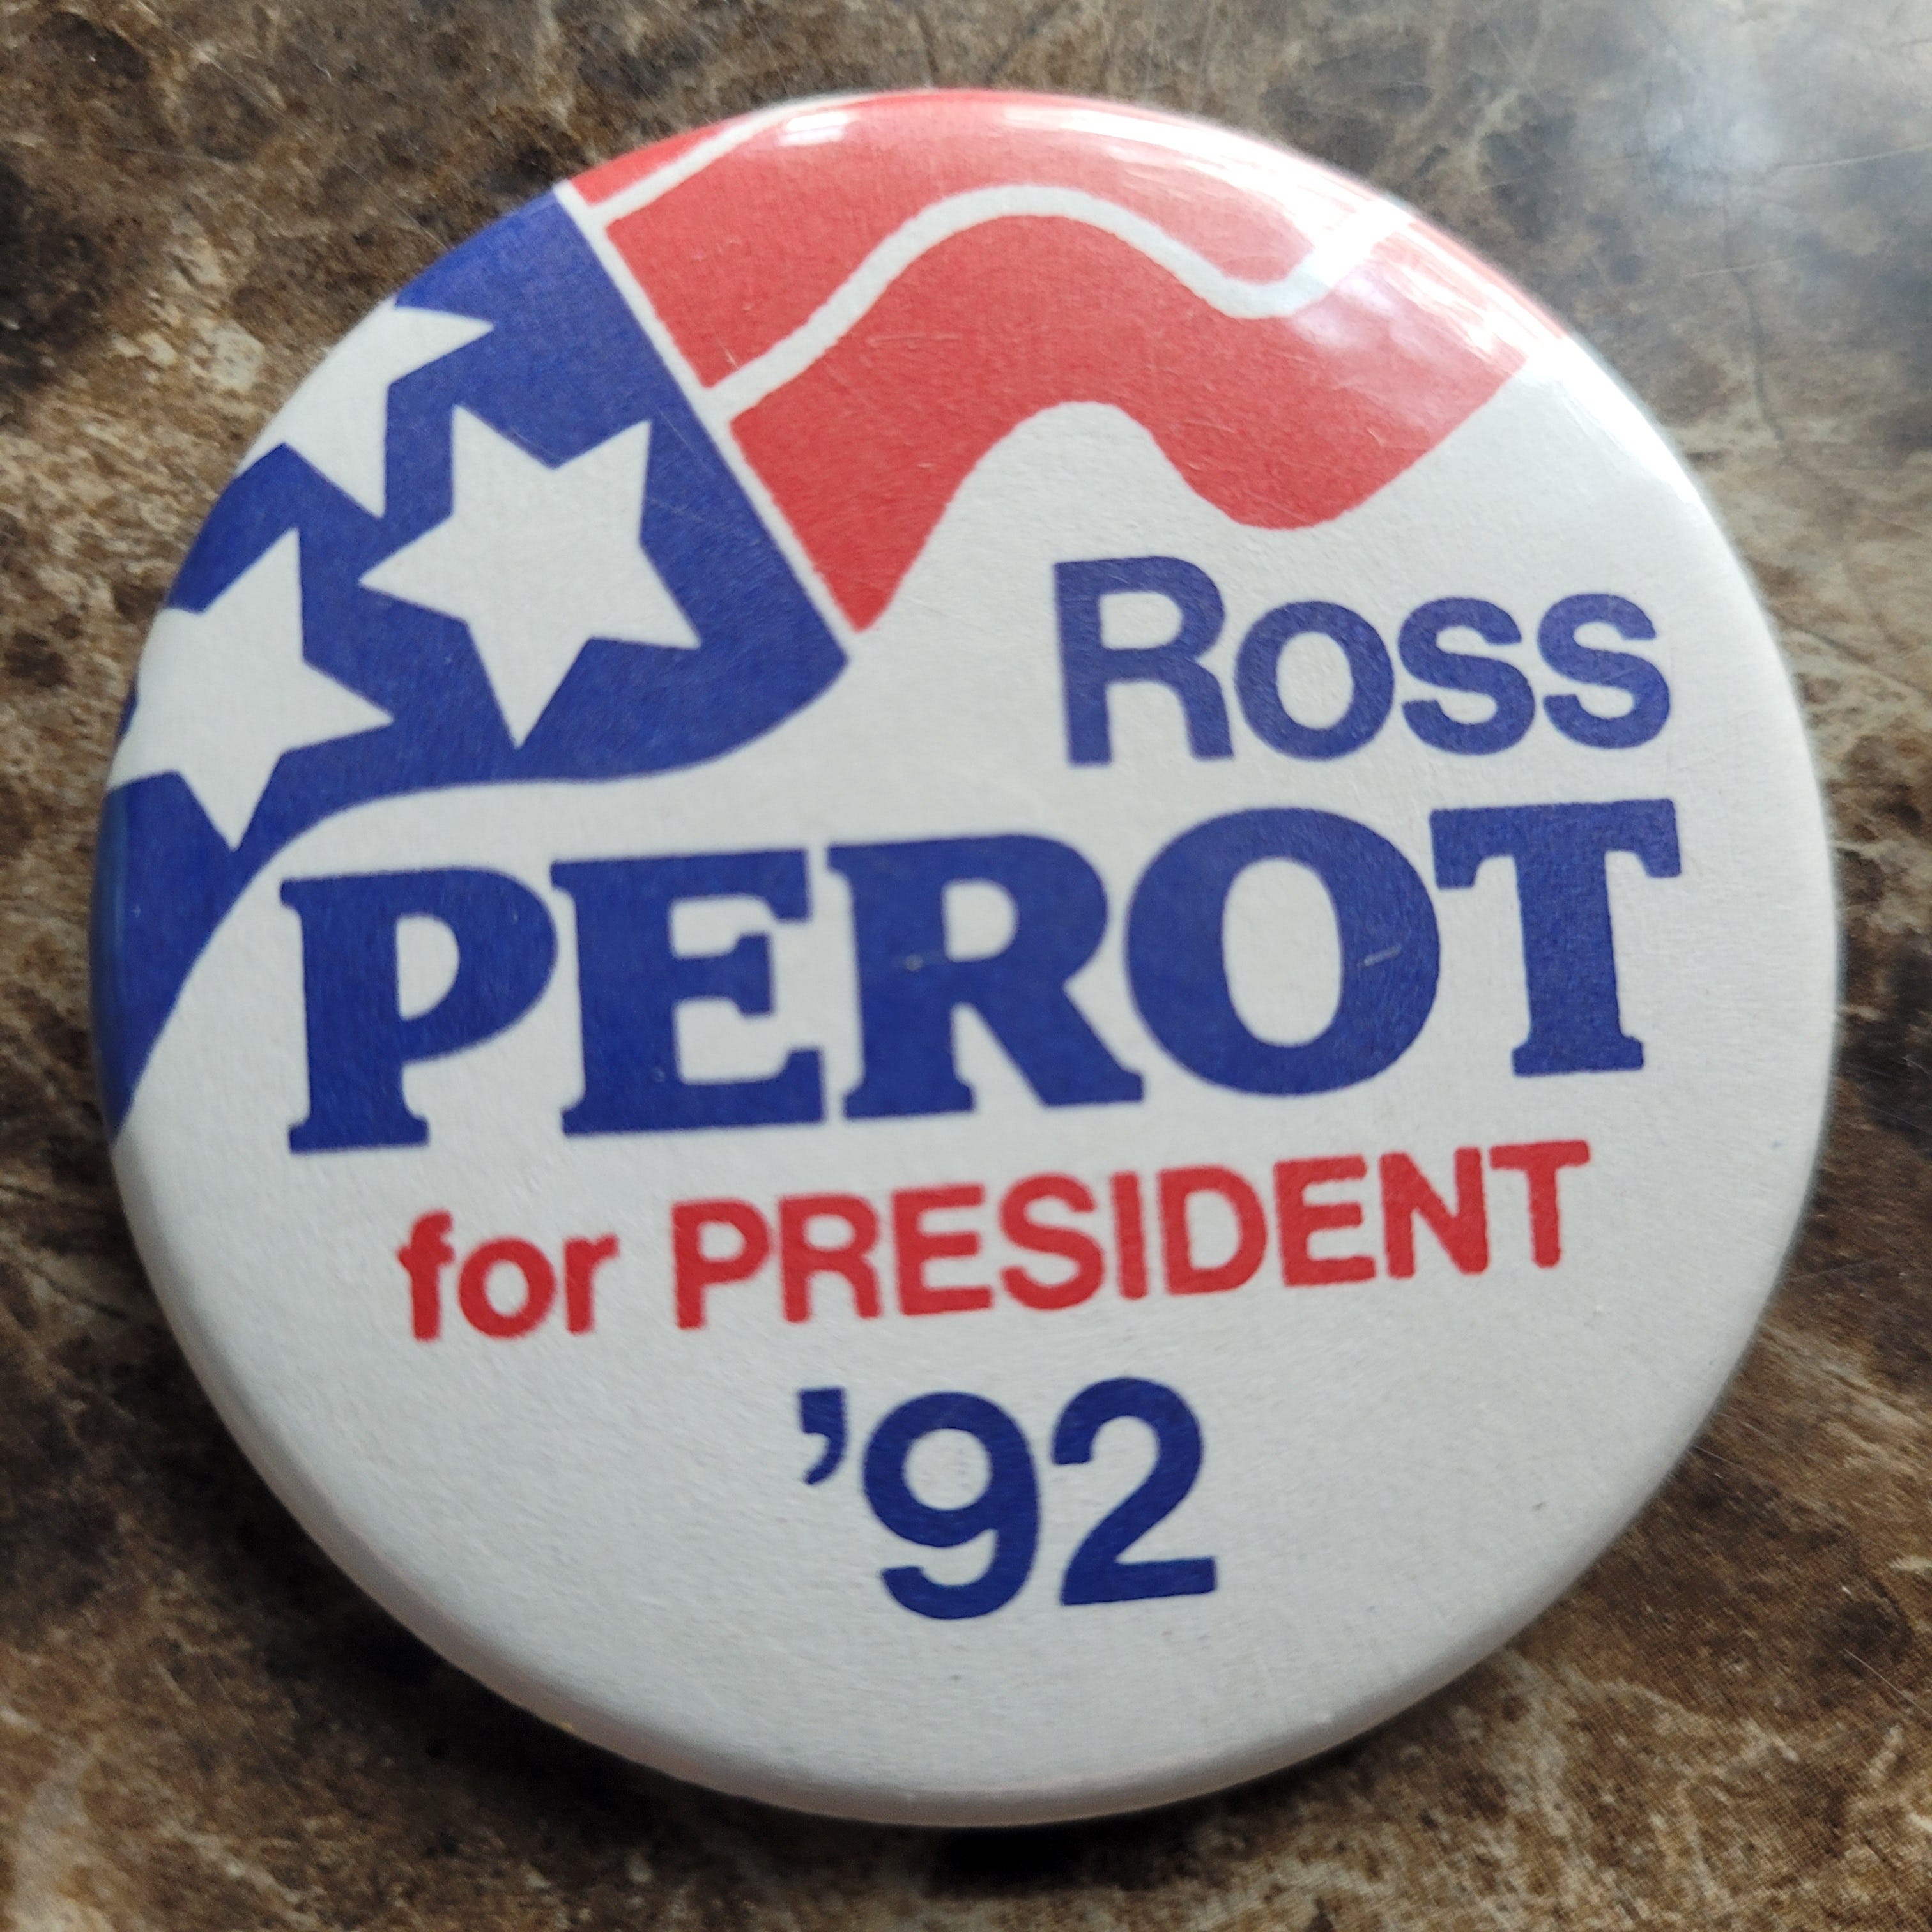 Ross
PEROT
for PRESIDENT
'92